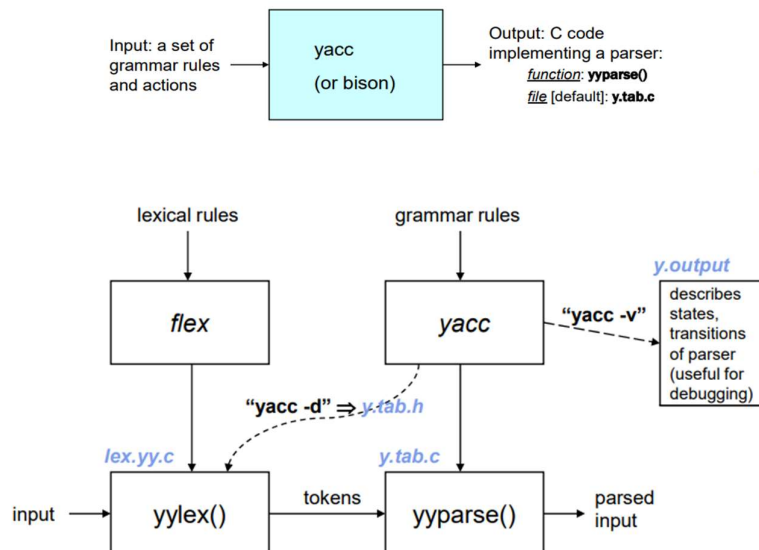 Input: a set of
grammar rules
and actions
yacc
(or bison)
Output: C code
implementing a parser:
function: yyparse()
file [default]: y.tab.c
lexical rules
grammar rules
y.output
flex
yacc
"yacc -v"
describes
states,
transitions
of parser
(useful for
debugging)
"yacc -d" ⇒ y.tab.h
lex.yy.c
y.tab.c
input
yylex()
tokens
yyparse()
parsed
input